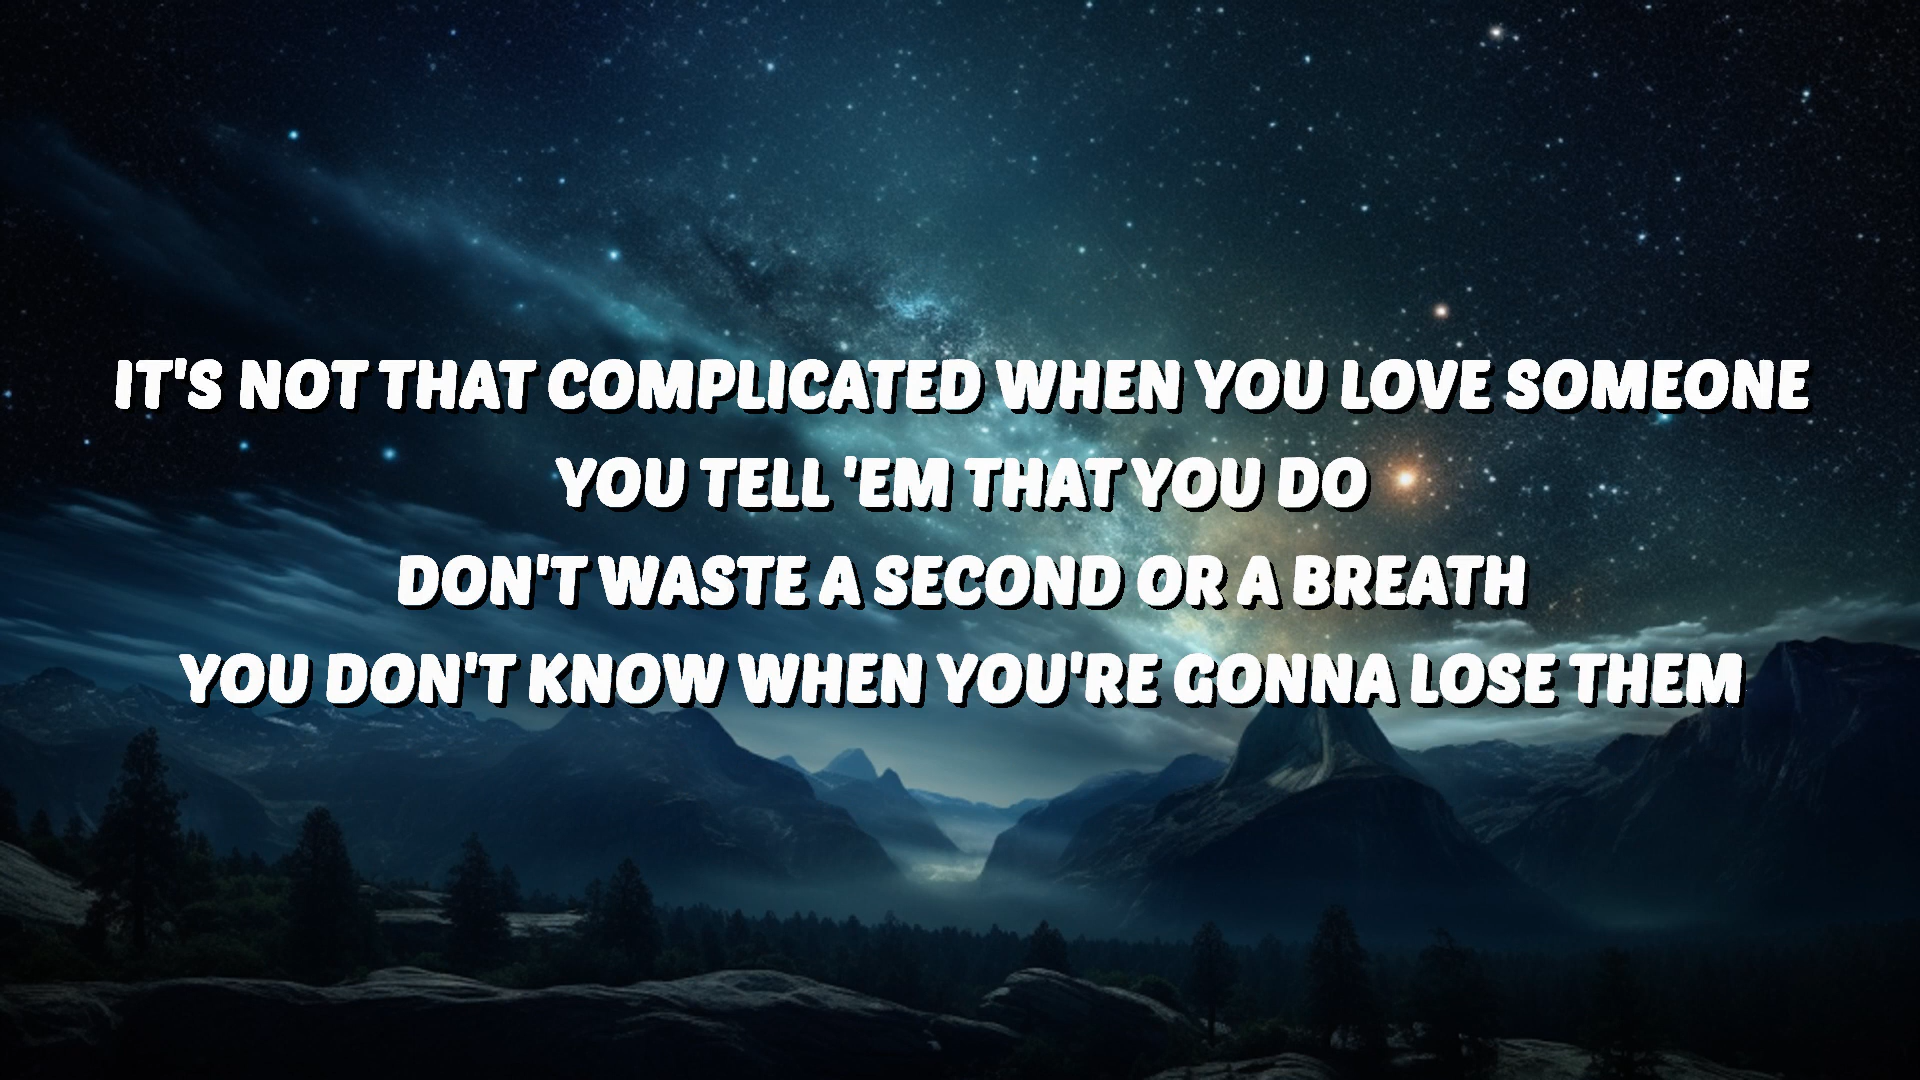 IT'S NOT THAT COMPLICATED WHEN YOU LOVE SOMEONE
YOU TELL 'EM THAT YOU DO
DON'T WASTE A SECOND OR A BREATH
YOU DON'T KNOW WHEN YOU'RE GONNA LOSE THEM